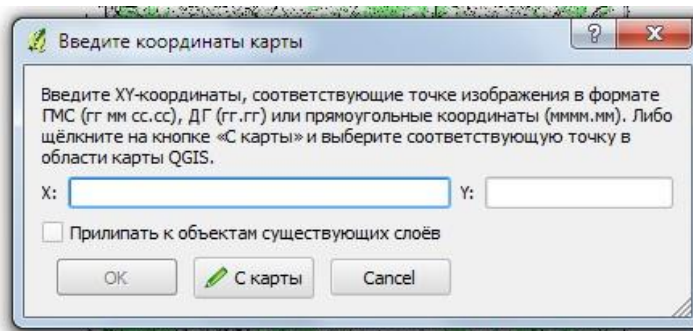 Введите координаты карты
Введите XY-координаты, соответствующие точке изображения в формате
ГМС (гг мм сс.сс), ДГ (гг.гг) или прямоугольные координаты (мммм.мм). Либо
щёлкните на кнопке «С карты» и выберите соответствующую точку в
области карты QGIS.
X: Y:
Прилипать к объектам существующих слоёв
OK С карты Cancel